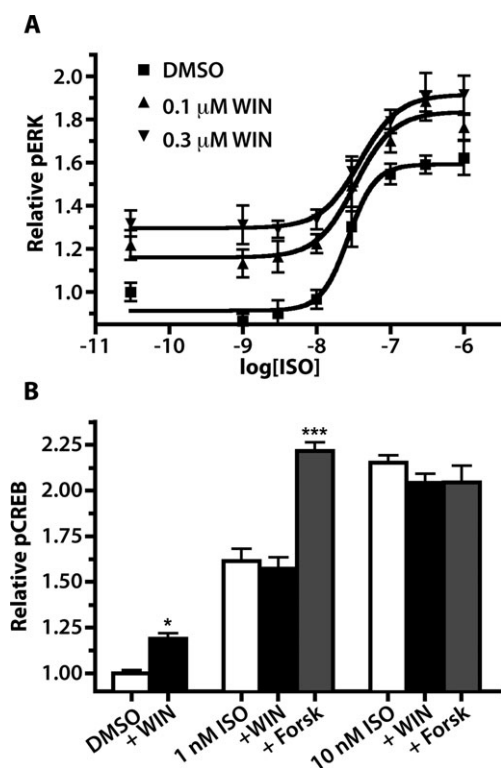 A
Relative pERK
2.0
1.8
1.6
1.4
1.2
1.0
DMSO
0.1 μM WIN
0.3 μM WIN
-11 -10 -9 -8 -7 -6
log[ISO]
B
Relative pCREB
2.25
2.00
1.75
1.50
1.25
1.00
*
***
DMSO
+ WIN
1 nM ISO
+WIN
+ Forsk
10 nM ISO
+ WIN
+ Forsk